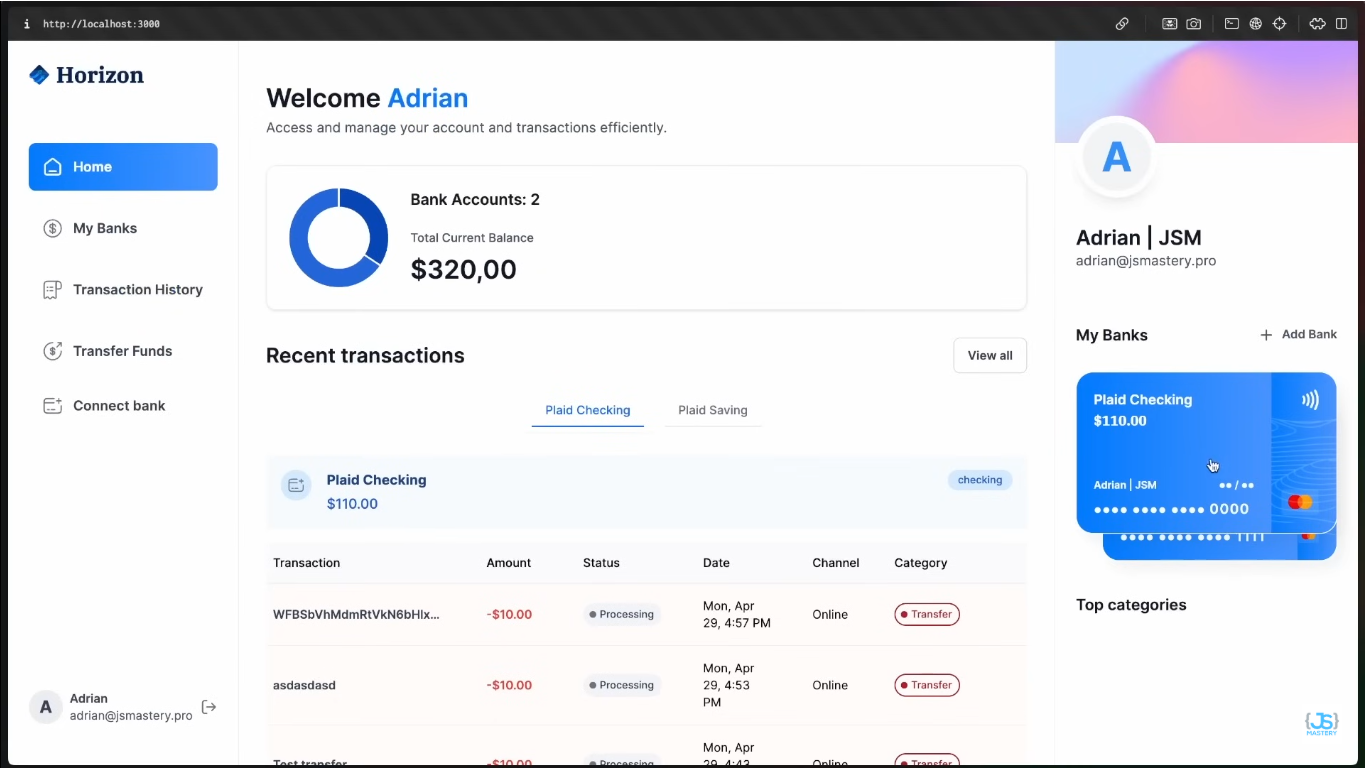 http://localhost:3000
Horizon
Home
My Banks
Transaction History
Transfer Funds
Connect bank
A
Adrian
adrian@jsmastery.pro
Welcome Adrian
Access and manage your account and transactions efficiently.
Bank Accounts: 2
Total Current Balance
$320,00
Recent transactions
View all
Plaid Checking Plaid Saving
Plaid Checking
$110.00
checking
Transaction Amount Status Date Channel Category
WFBSbVhMdmRtVkN6bHlx... -$10.00 Processing Mon, Apr 29, 4:57 PM Online Transfer
asdasdasd -$10.00 Processing Mon, Apr 29, 4:53 PM Online Transfer
Test transfer -$10.00 Processing Mon, Apr 29, 4:43 Online Transfer
A
Adrian | JSM
adrian@jsmastery.pro
My Banks + Add Bank
Plaid Checking
$110.00
Adrian | JSM •• / ••
•••• •••• •••• 0000
•••• •••• •••• 1111
Top categories
{JS}
MASTERY